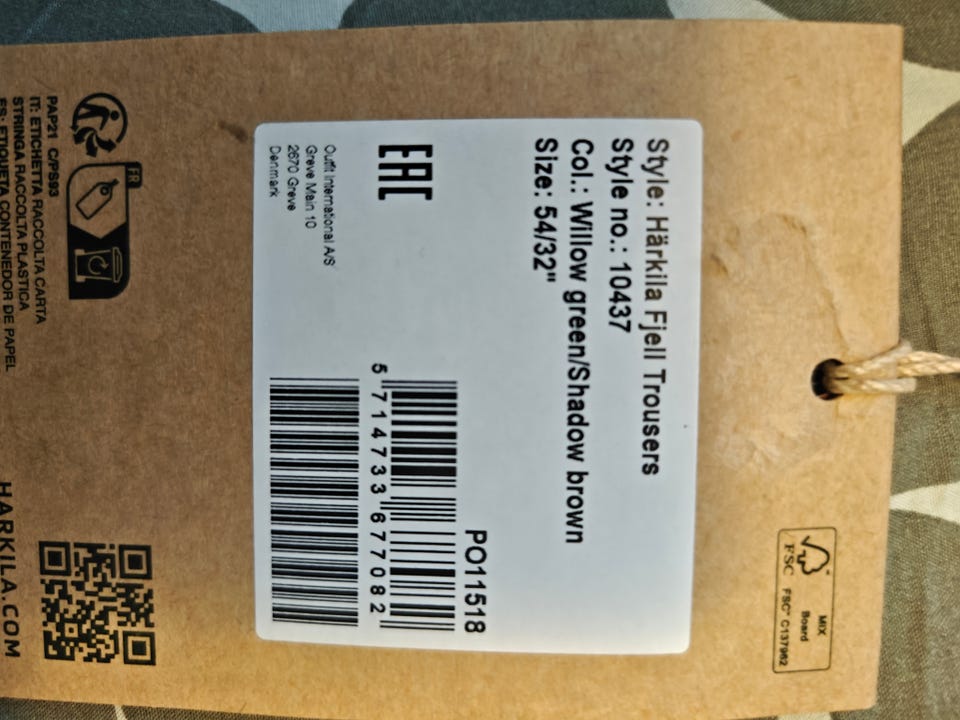 MIX
Board
FSC
FSC® C137962
Style: Härkila Fjell Trousers
Style no.: 10437
Col.: Willow green/Shadow brown
Size: 54/32"
PO11518
5 714733 677082
EAC
Outfit International A/S
Greve Main 10
2670 Greve
Denmark
FR
PAP21 C/PS93
IT: ETICHETTA RACCOLTA CARTA
STRINGA RACCOLTA PLASTICA
ES: ETIQUETA CONTENEDOR DE PAPEL
HARKILA.COM